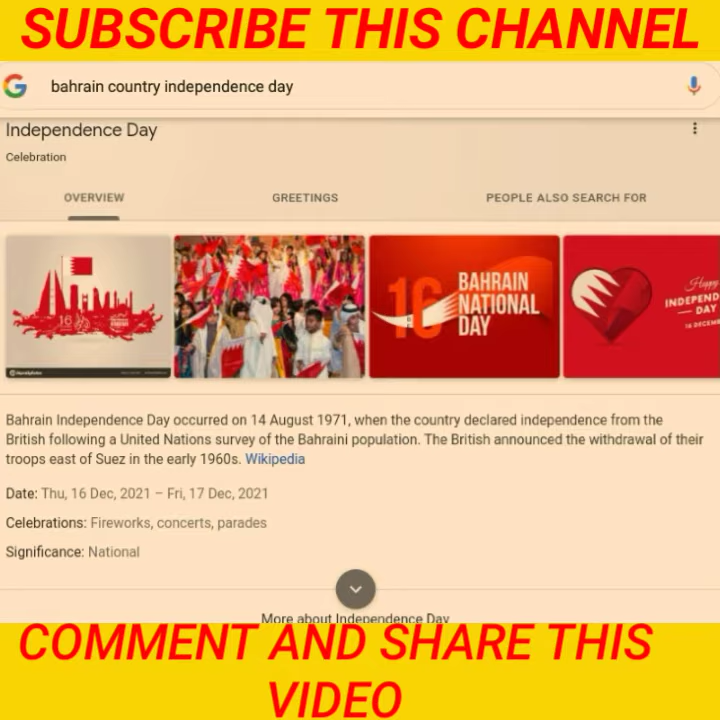 SUBSCRIBE THIS CHANNEL
bahrain country independence day
Independence Day
Celebration
OVERVIEW
GREETINGS
PEOPLE ALSO SEARCH FOR
16
16
BAHRAIN
NATIONAL
DAY
Happy
INDEPEND
DAY
16 DECEMB
Bahrain Independence Day occurred on 14 August 1971, when the country declared independence from the
British following a United Nations survey of the Bahraini population. The British announced the withdrawal of their
troops east of Suez in the early 1960s. Wikipedia
Date: Thu, 16 Dec, 2021 – Fri, 17 Dec, 2021
Celebrations: Fireworks, concerts, parades
Significance: National
More about Independence Day
COMMENT AND SHARE THIS
VIDEO